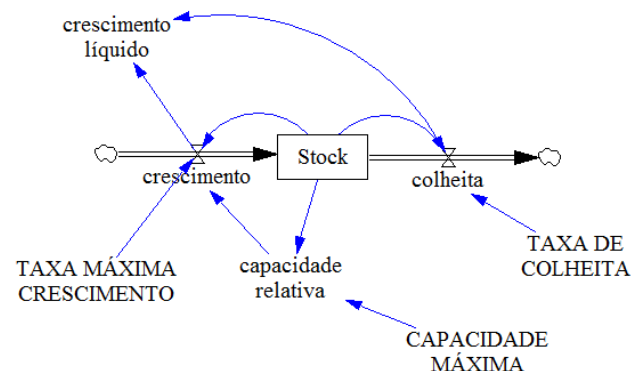 crescimento
líquido
Stock
crescimento
colheita
TAXA MÁXIMA
CRESCIMENTO
capacidade
relativa
TAXA DE
COLHEITA
CAPACIDADE
MÁXIMA